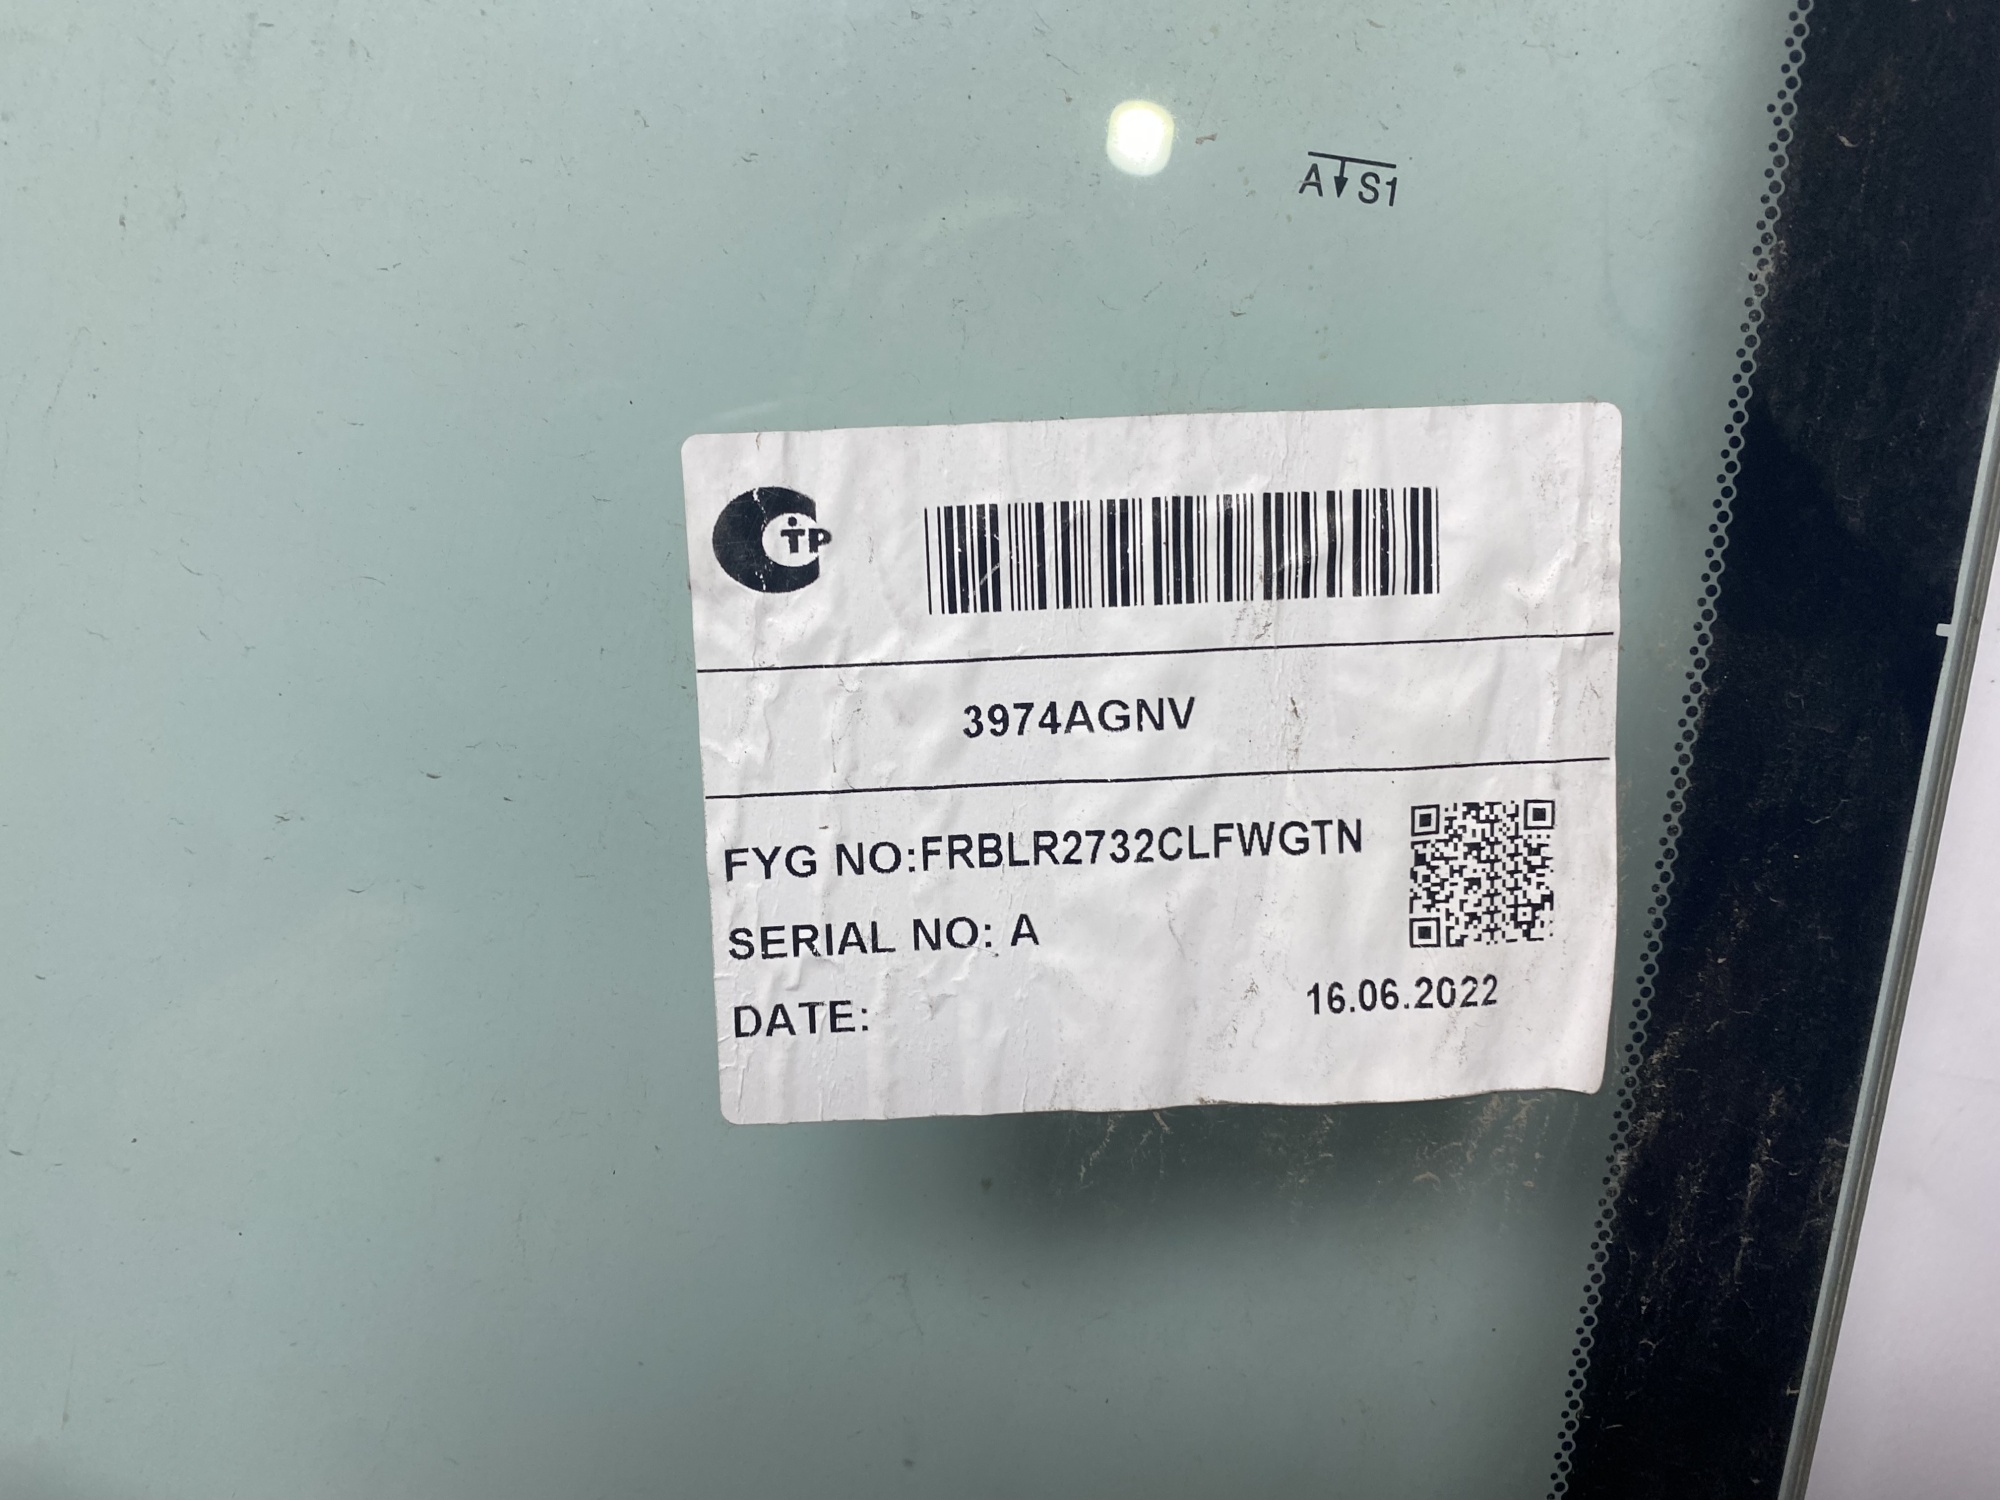 A↓S1
TP
3974AGNV
FYG NO:FRBLR2732CLFWGTN
SERIAL NO: A
DATE: 16.06.2022